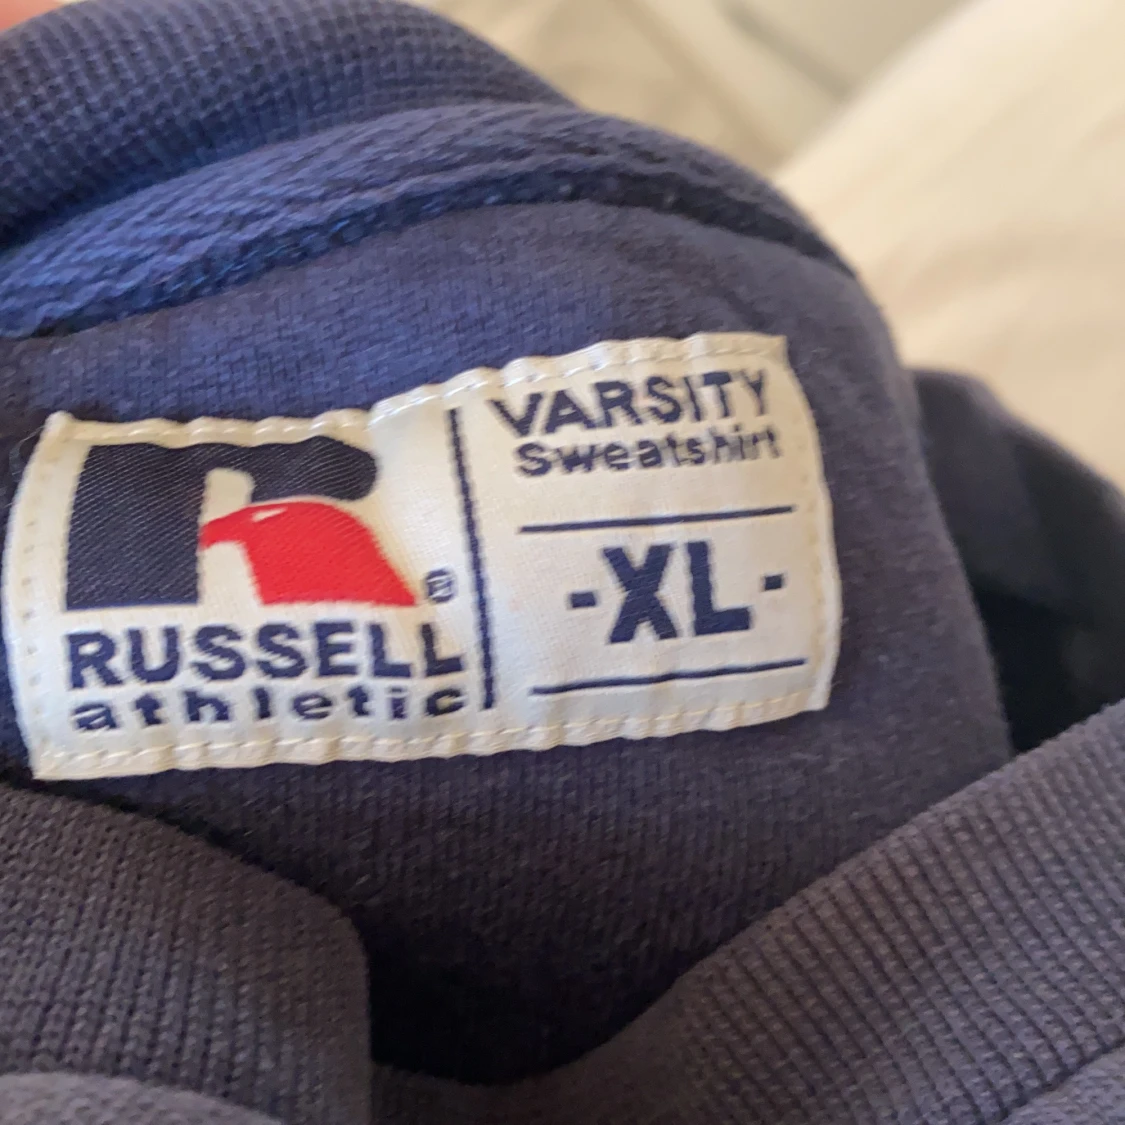 RUSSELL
athletic
®
VARSITY
Sweatshirt
-XL-